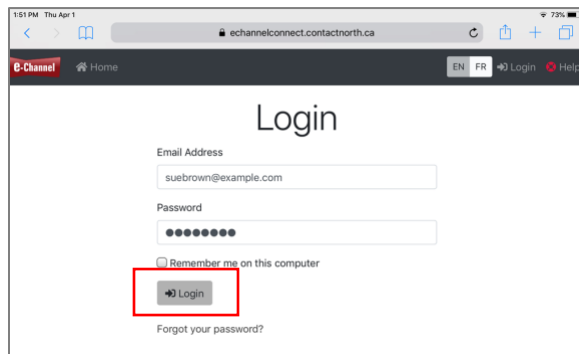 1:51 PM Thu Apr 1
73%
echannelconnect.contactnorth.ca
e-Channel Home EN FR Login Help
Login
Email Address
suebrown@example.com
Password
Remember me on this computer
Login
Forgot your password?